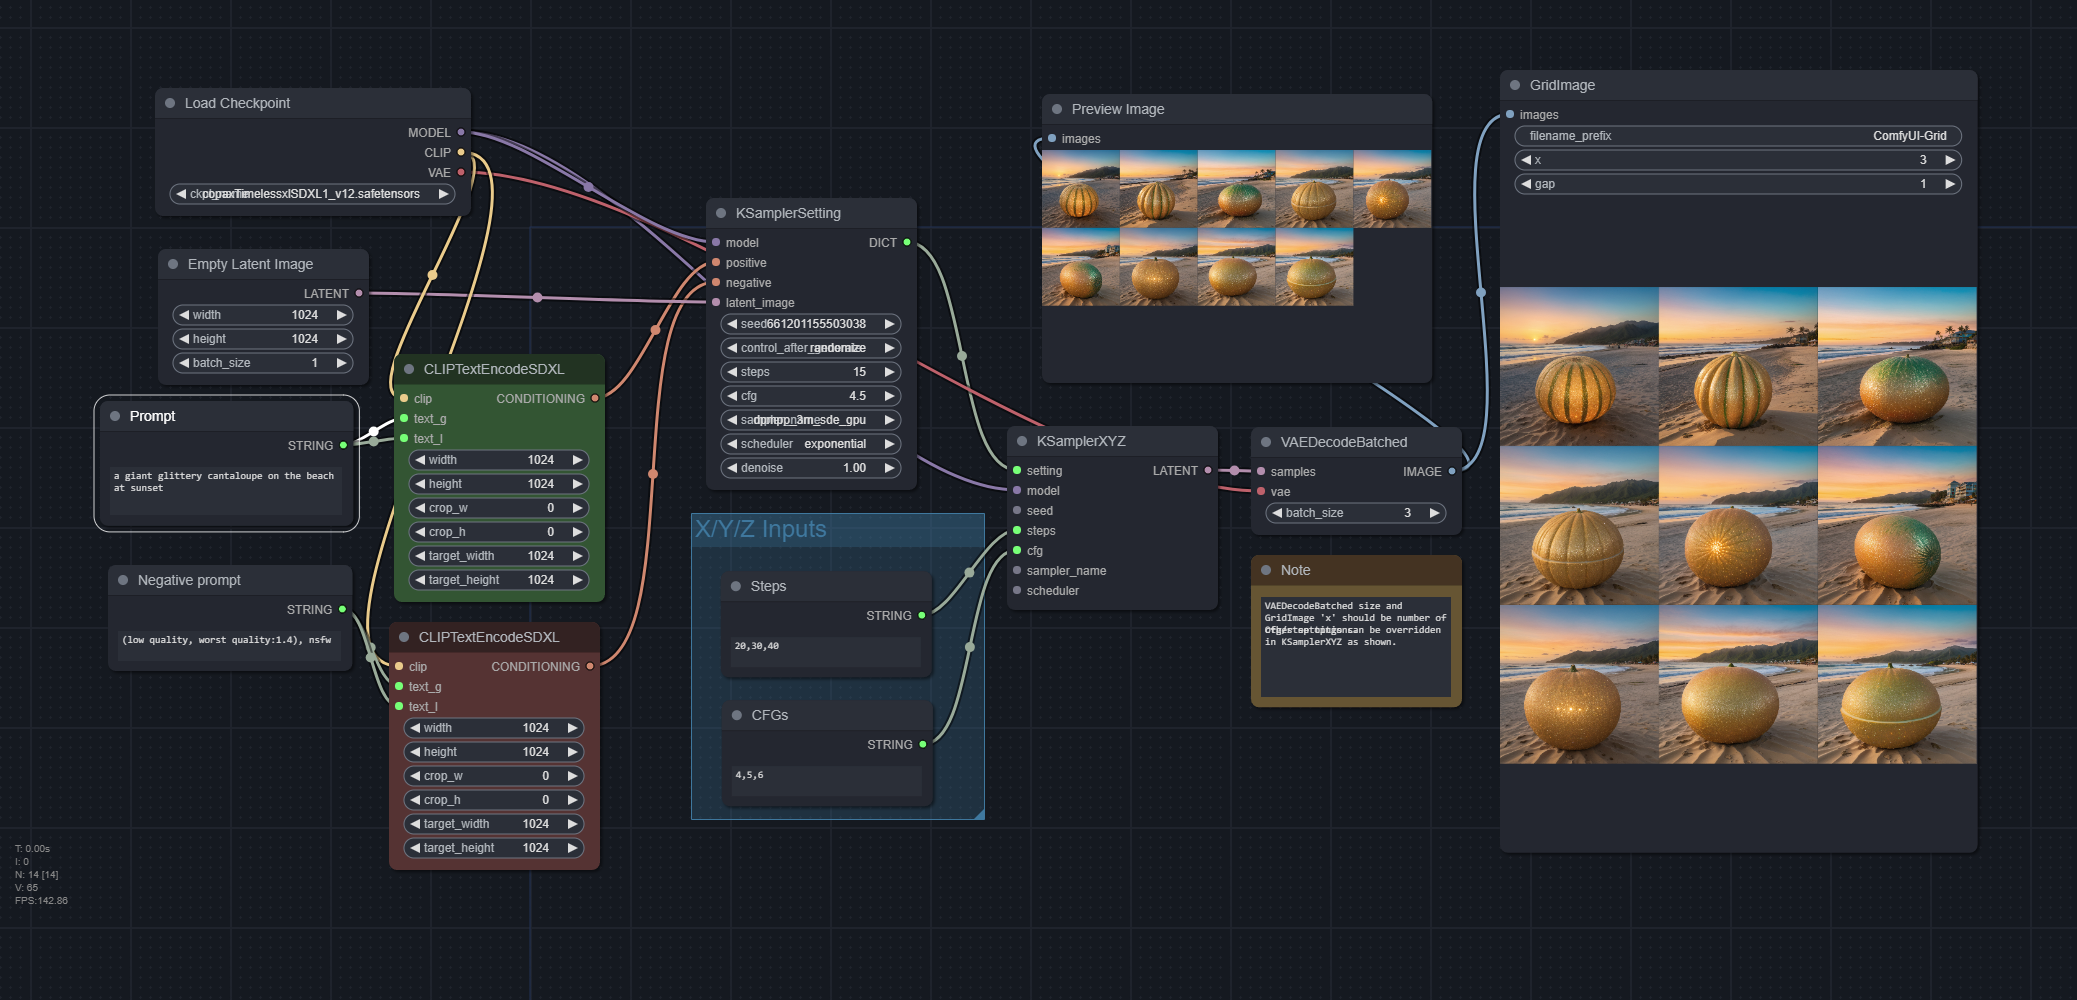 Load Checkpoint
MODEL
CLIP
VAE
TimelessxlSDXL1_v12.safetensors
Empty Latent Image
LATENT
width 1024
height 1024
batch_size 1
Prompt
STRING
a giant glittery cantaloupe on the beach
at sunset
Negative prompt
STRING
(low quality, worst quality:1.4), nsfw
CLIPTextEncodeSDXL
clip CONDITIONING
text_g
text_l
width 1024
height 1024
crop_w 0
crop_h 0
target_width 1024
target_height 1024
CLIPTextEncodeSDXL
clip CONDITIONING
text_g
text_l
width 1024
height 1024
crop_w 0
crop_h 0
target_width 1024
target_height 1024
KSamplerSetting
model DICT
positive
negative
latent_image
seed 661201155503038
control_after_ randomize
steps 15
cfg 4.5
sde_gpu
scheduler exponential
denoise 1.00
X/Y/Z Inputs
Steps
STRING
20,30,40
CFGs
STRING
4,5,6
Preview Image
images
KSamplerXYZ
setting LATENT
model
seed
steps
cfg
sampler_name
scheduler
VAEDecodeBatched
samples IMAGE
vae
batch_size 3
Note
VAEDecodeBatched size and
GridImage 'x' should be number of
can be overridden
in KSamplerXYZ as shown.
GridImage
images
filename_prefix ComfyUI-Grid
x 3
gap 1
T: 0.00s
I: 0
N: 14 [14]
V: 65
FPS:142.86